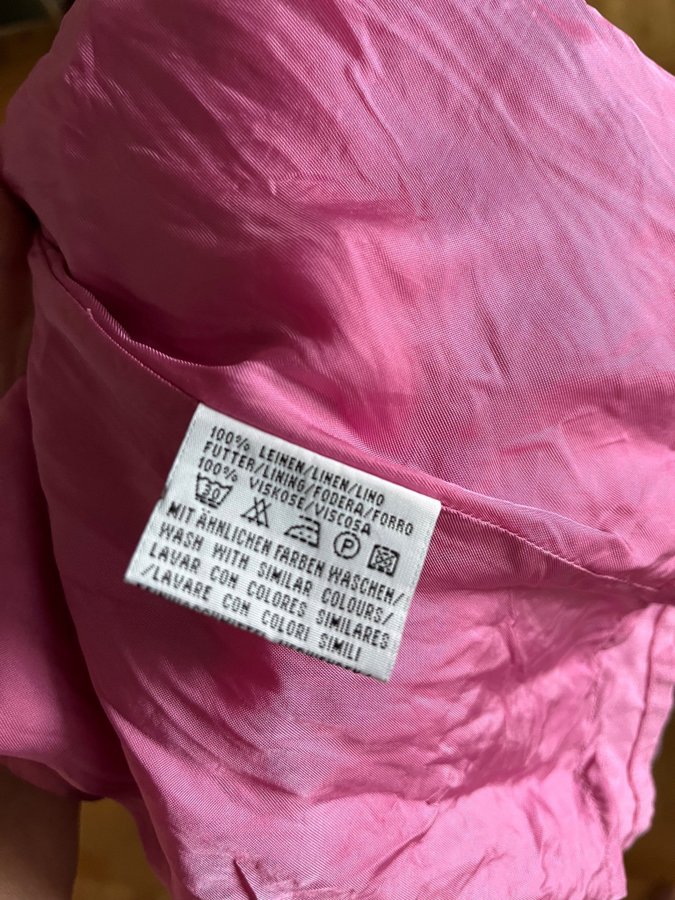 100% LEINEN/LINEN/LINO
FUTTER/LINING/FODERA/FORRO
100% VISKOSE/VISCOSA
30 P
MIT ÄHNLICHEN FARBEN WASCHEN/
WASH WITH SIMILAR COLOURS/
LAVAR CON COLORES SIMILARES
/LAVARE CON COLORI SIMILI